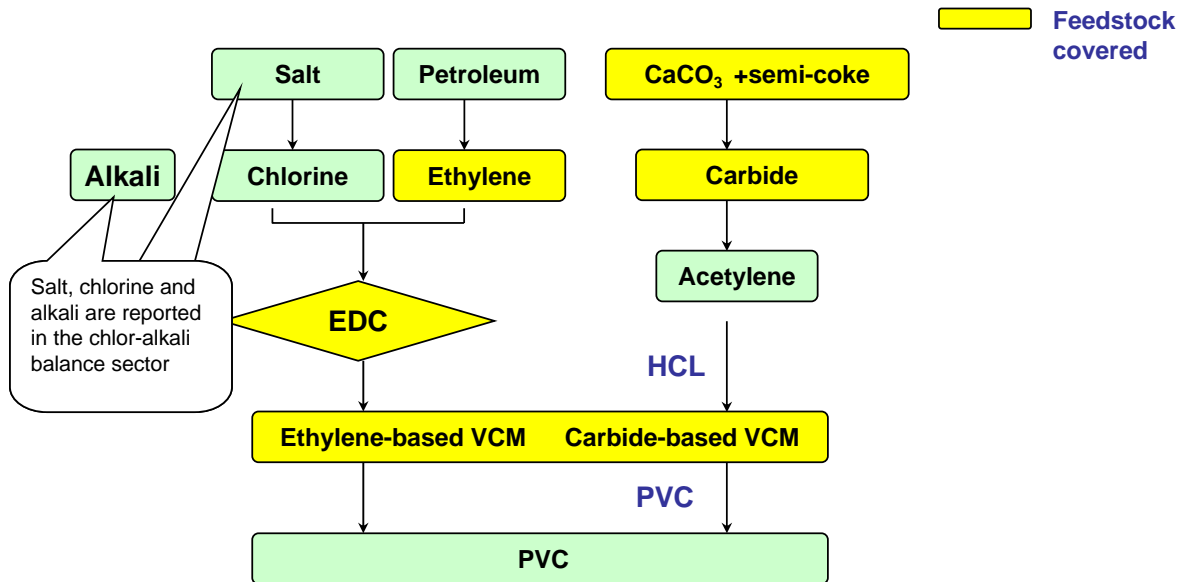 Feedstock
covered
Salt
Petroleum
CaCO₃ +semi-coke
Alkali
Chlorine
Ethylene
Carbide
Salt, chlorine and
alkali are reported
in the chlor-alkali
balance sector
Acetylene
EDC
HCL
Ethylene-based VCM
Carbide-based VCM
PVC
PVC